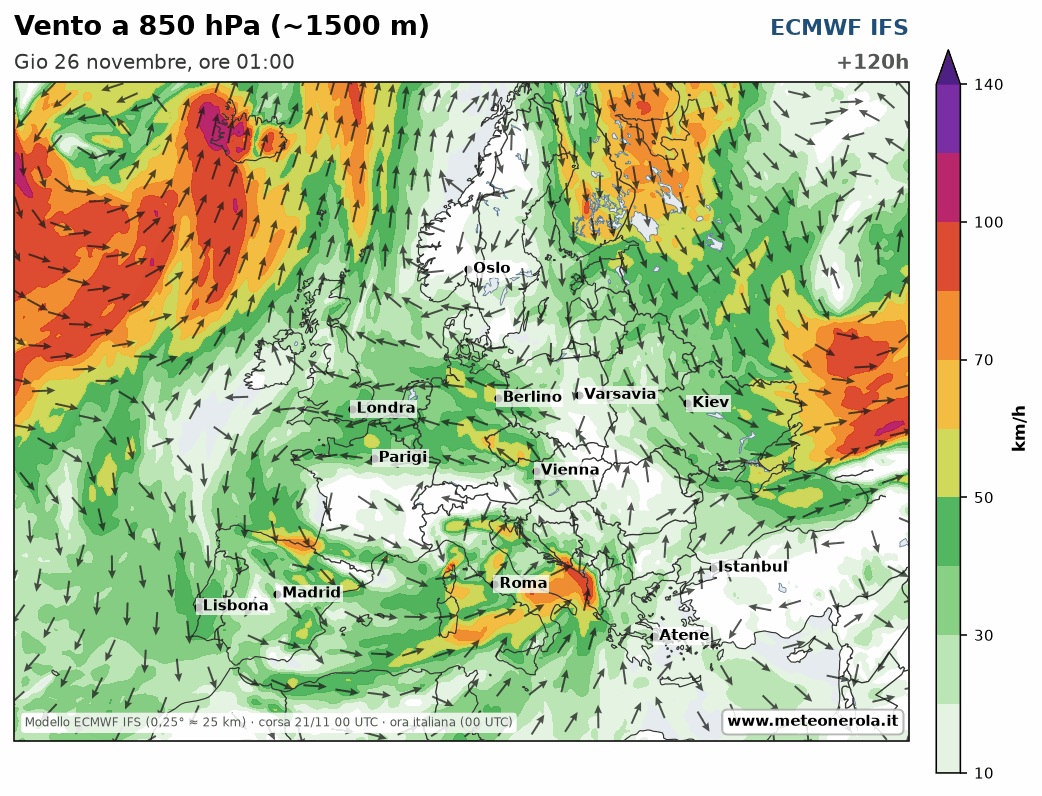 Vento a 850 hPa (~1500 m)
ECMWF IFS
Gio 26 novembre, ore 01:00
+120h
140
100
70
50
30
10
km/h
Oslo
Londra
Berlino
Varsavia
Kiev
Parigi
Vienna
Istanbul
Roma
Madrid
Lisbona
Atene
Modello ECMWF IFS (0,25° ≈ 25 km) · corsa 21/11 00 UTC · ora italiana (00 UTC)
www.meteonerola.it